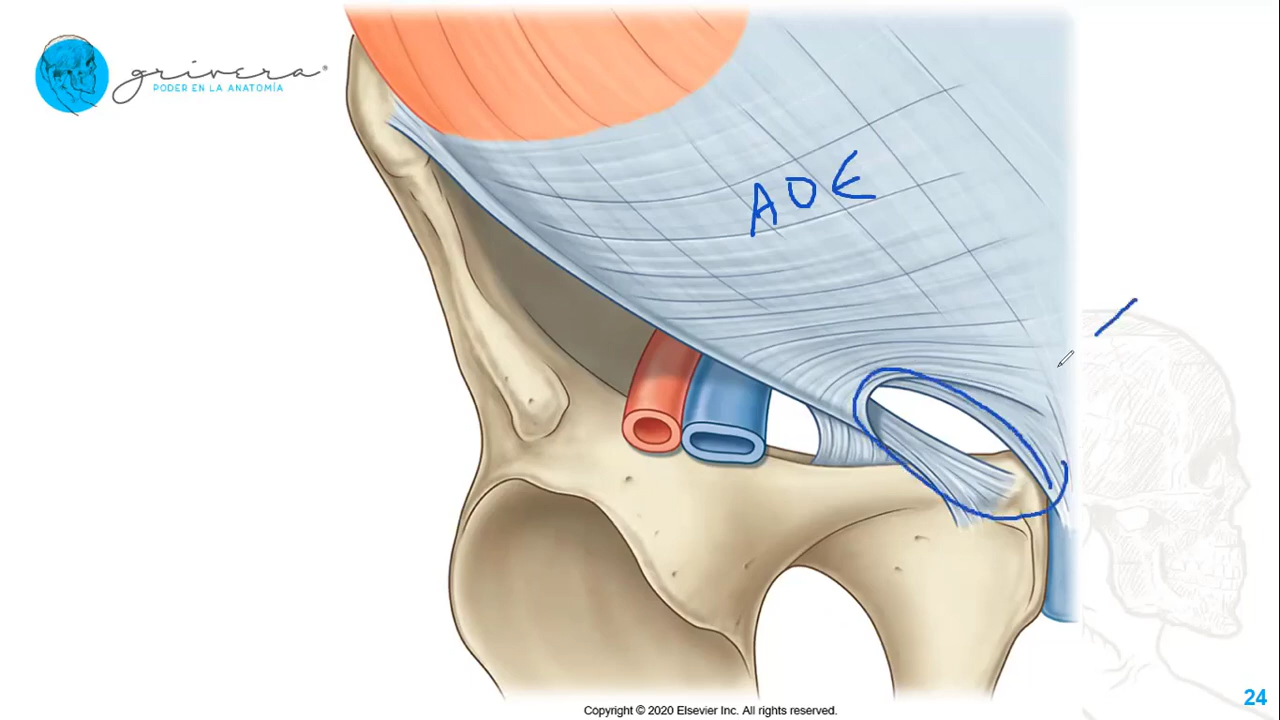 grivera®
PODER EN LA ANATOMÍA
AOE
Copyright © 2020 Elsevier Inc. All rights reserved.
24